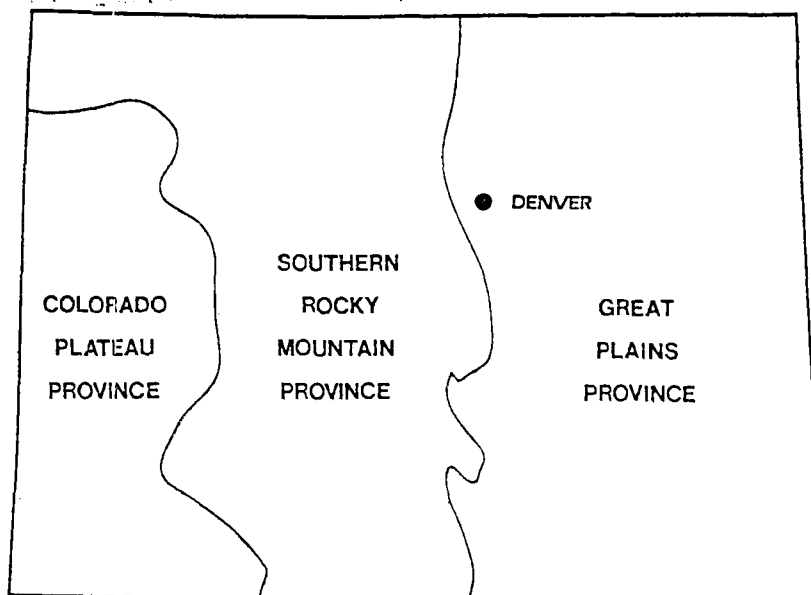 DENVER
COLORADO
PLATEAU
PROVINCE
SOUTHERN
ROCKY
MOUNTAIN
PROVINCE
GREAT
PLAINS
PROVINCE